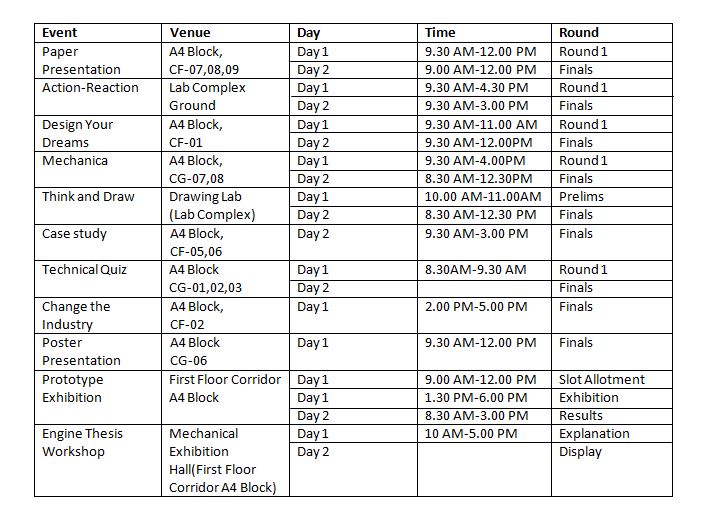 Event Venue Day Time Round
Paper A4 Block, Day 1 9.30 AM-12.00 PM Round 1
Presentation CF-07,08,09 Day 2 9.00 AM-12.00 PM Finals
Action-Reaction Lab Complex Day 1 9.30 AM-4.30 PM Round 1
Ground Day 2 9.30 AM-3.00 PM Finals
Design Your A4 Block, Day 1 9.30 AM-11.00 AM Round 1
Dreams CF-01 Day 2 9.30 AM-12.00PM Finals
Mechanica A4 Block, Day 1 9.30 AM-4.00PM Round 1
CG-07,08 Day 2 8.30 AM-12.30PM Finals
Think and Draw Drawing Lab Day 1 10.00 AM-11.00AM Prelims
(Lab Complex) Day 2 8.30 AM-12.30 PM Finals
Case study A4 Block, Day 2 9.30 AM-3.00 PM Finals
CF-05,06
Technical Quiz A4 Block Day 1 8.30AM-9.30 AM Round 1
CG-01,02,03 Day 2 Finals
Change the A4 Block, Day 1 2.00 PM-5.00 PM Finals
Industry CF-02
Poster A4 Block Day 1 9.30 AM-12.00 PM Finals
Presentation CG-06
Prototype First Floor Corridor Day 1 9.00 AM-12.00 PM Slot Allotment
Exhibition A4 Block Day 1 1.30 PM-6.00 PM Exhibition
Day 2 8.30 AM-3.00 PM Results
Engine Thesis Mechanical Day 1 10 AM-5.00 PM Explanation
Workshop Exhibition Day 2 Display
Hall(First Floor
Corridor A4 Block)